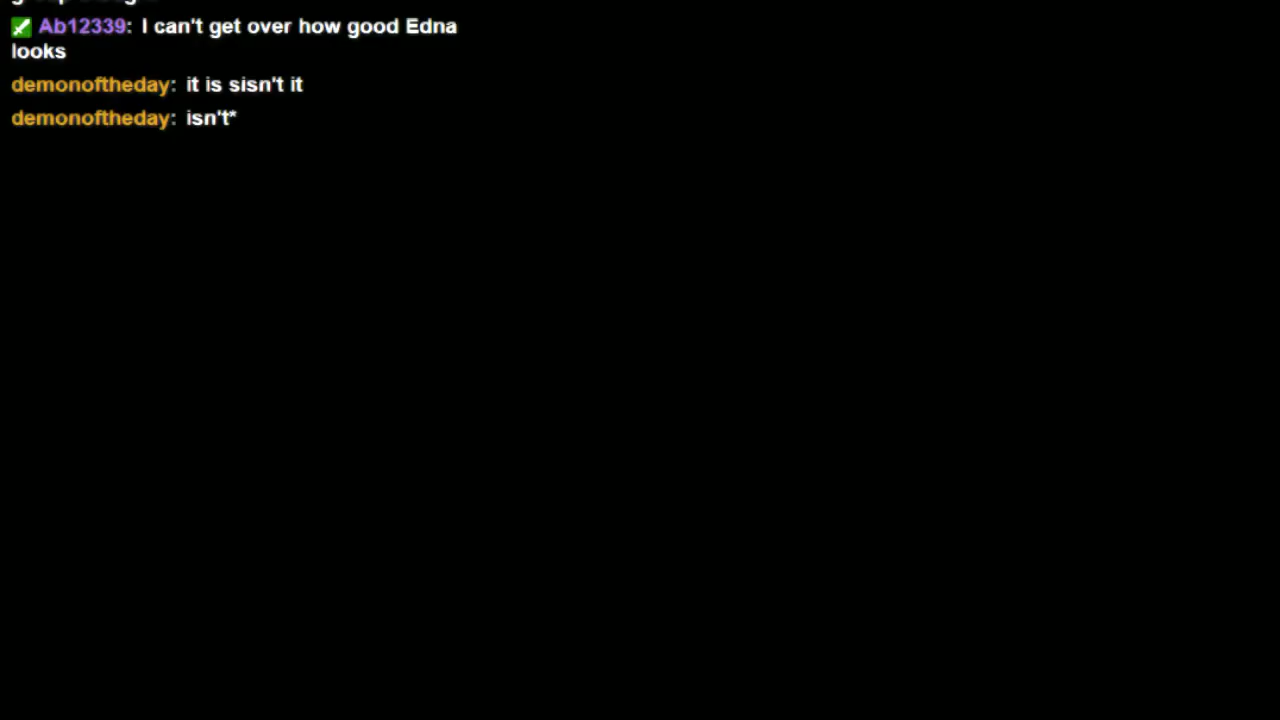 Ab12339: I can't get over how good Edna
looks
demonoftheday: it is sisn't it
demonoftheday: isn't*